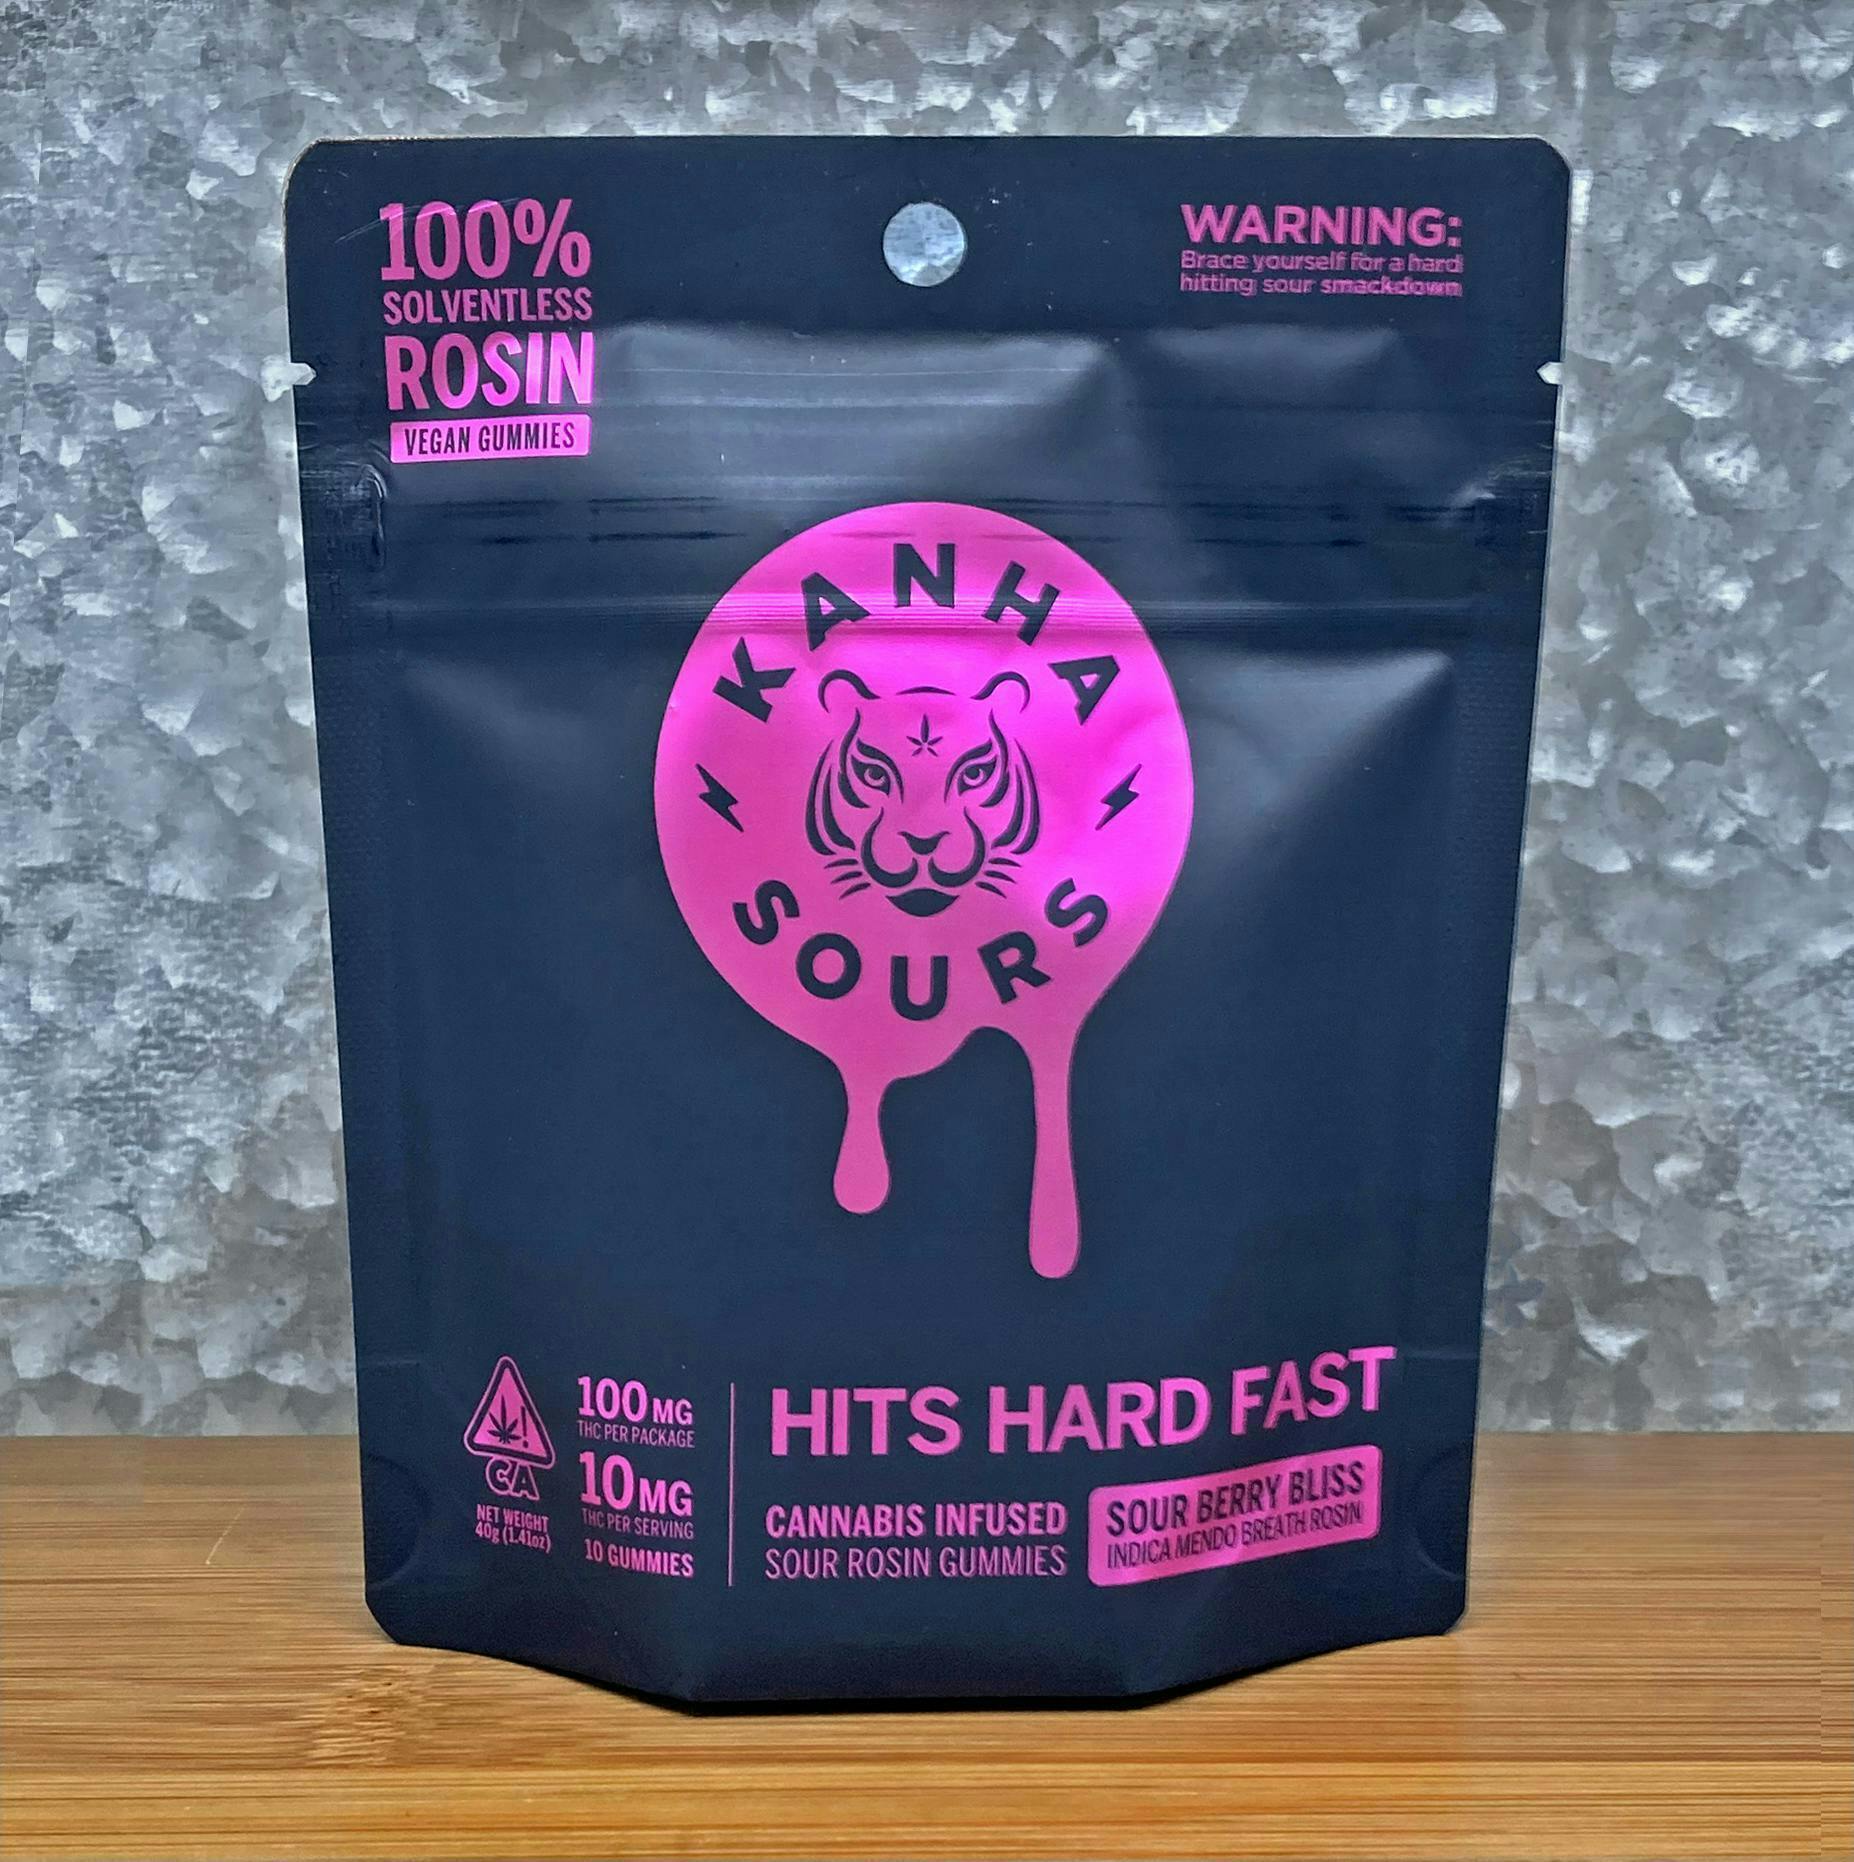 100%
SOLVENTLESS
ROSIN
VEGAN GUMMIES
WARNING:
Brace yourself for a hard
hitting sour smackdown
KANHA
SOURS
CA
NET WEIGHT
40g (1.41oz)
100MG
THC PER PACKAGE
10MG
THC PER SERVING
10 GUMMIES
HITS HARD FAST
CANNABIS INFUSED
SOUR ROSIN GUMMIES
SOUR BERRY BLISS
INDICA MENDO BREATH ROSIN